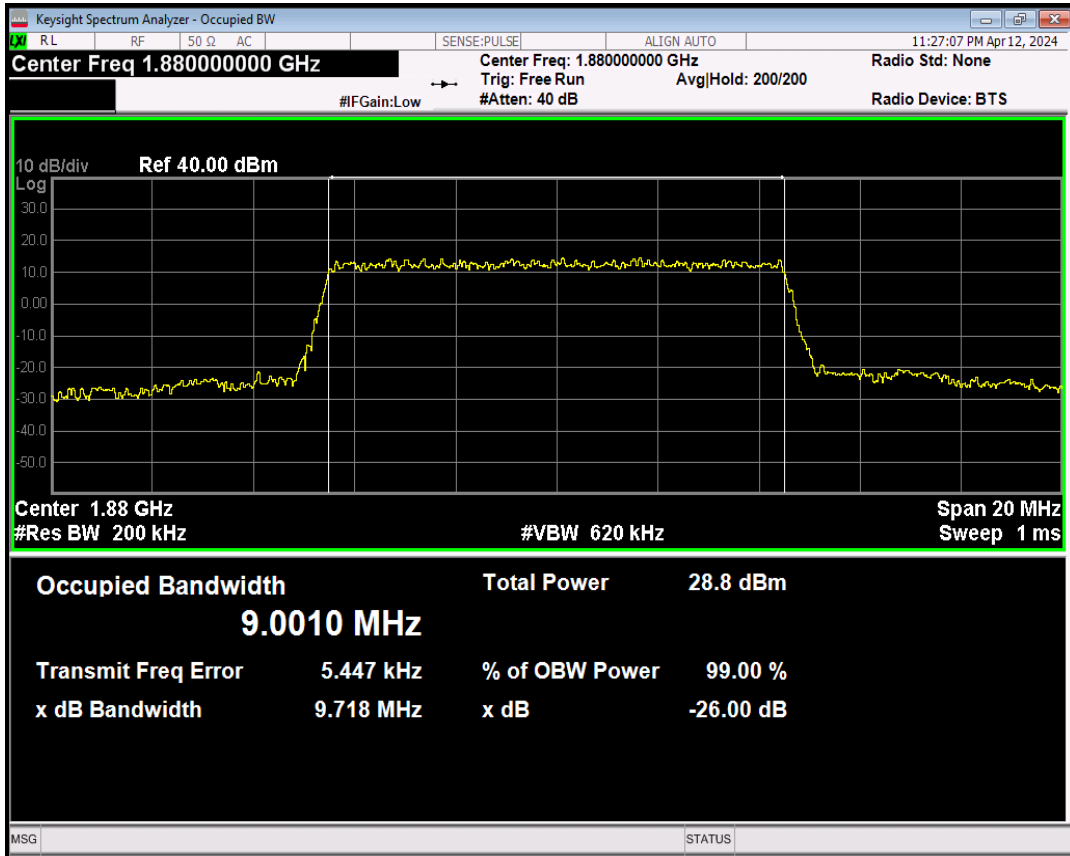 Keysight Spectrum Analyzer - Occupied BW
LXI RL RF 50 Ω AC SENSE:PULSE ALIGN AUTO 11:27:07 PM Apr 12, 2024
Center Freq 1.880000000 GHz Center Freq: 1.880000000 GHz Radio Std: None
Trig: Free Run Avg|Hold: 200/200
#IFGain:Low #Atten: 40 dB Radio Device: BTS
10 dB/div Ref 40.00 dBm
Log
30.0
20.0
10.0
0.00
-10.0
-20.0
-30.0
-40.0
-50.0
Center 1.88 GHz Span 20 MHz
#Res BW 200 kHz #VBW 620 kHz Sweep 1 ms
Occupied Bandwidth Total Power 28.8 dBm
9.0010 MHz
Transmit Freq Error 5.447 kHz % of OBW Power 99.00 %
x dB Bandwidth 9.718 MHz x dB -26.00 dB
MSG STATUS